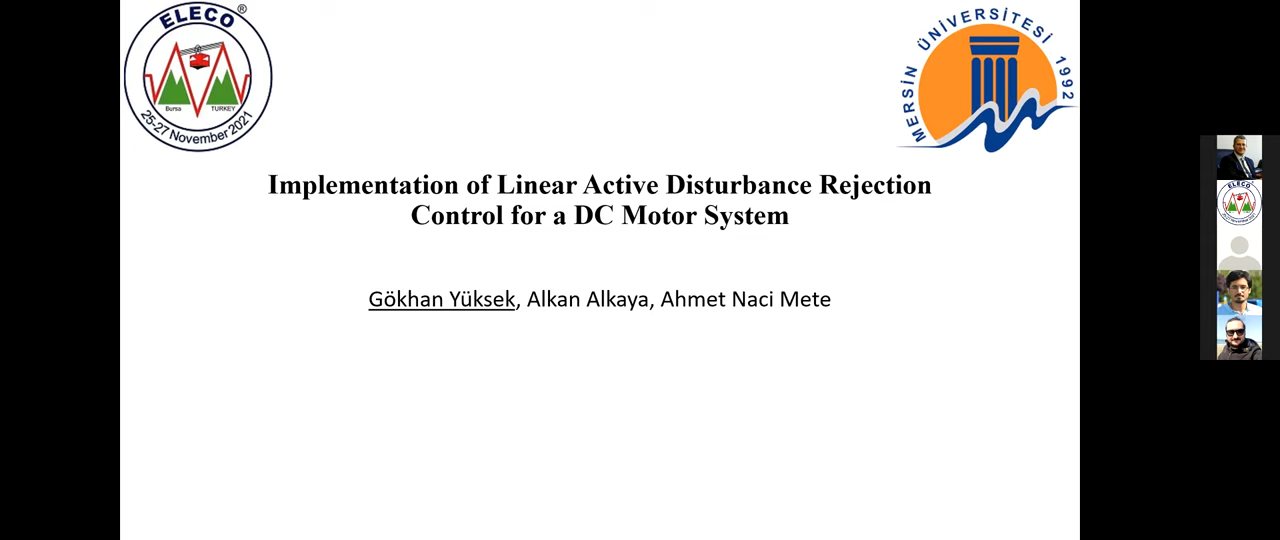 ELECO®
Bursa TURKEY
25-27 November 2021
MERSİN ÜNİVERSİTESİ 1992
Implementation of Linear Active Disturbance Rejection
Control for a DC Motor System
Gökhan Yüksek, Alkan Alkaya, Ahmet Naci Mete
ELECO